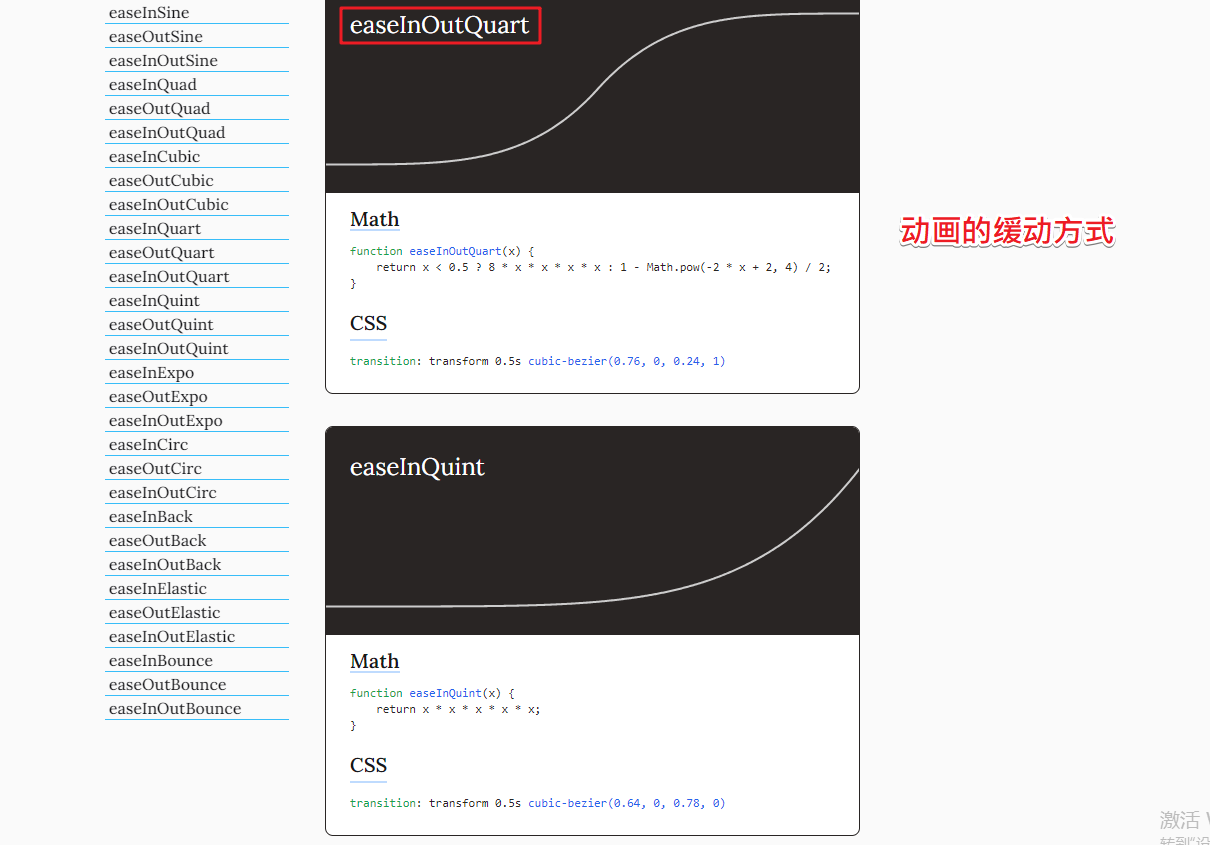 easeInSine
easeOutSine
easeInOutSine
easeInQuad
easeOutQuad
easeInOutQuad
easeInCubic
easeOutCubic
easeInOutCubic
easeInQuart
easeOutQuart
easeInOutQuart
easeInQuint
easeOutQuint
easeInOutQuint
easeInExpo
easeOutExpo
easeInOutExpo
easeInCirc
easeOutCirc
easeInOutCirc
easeInBack
easeOutBack
easeInOutBack
easeInElastic
easeOutElastic
easeInOutElastic
easeInBounce
easeOutBounce
easeInOutBounce
easeInOutQuart
Math
function easeInOutQuart(x) {
return x < 0.5 ? 8 * x * x * x * x : 1 - Math.pow(-2 * x + 2, 4) / 2;
}
CSS
transition: transform 0.5s cubic-bezier(0.76, 0, 0.24, 1)
动画的缓动方式
easeInQuint
Math
function easeInQuint(x) {
return x * x * x * x * x;
}
CSS
transition: transform 0.5s cubic-bezier(0.64, 0, 0.78, 0)
激活
转到"设